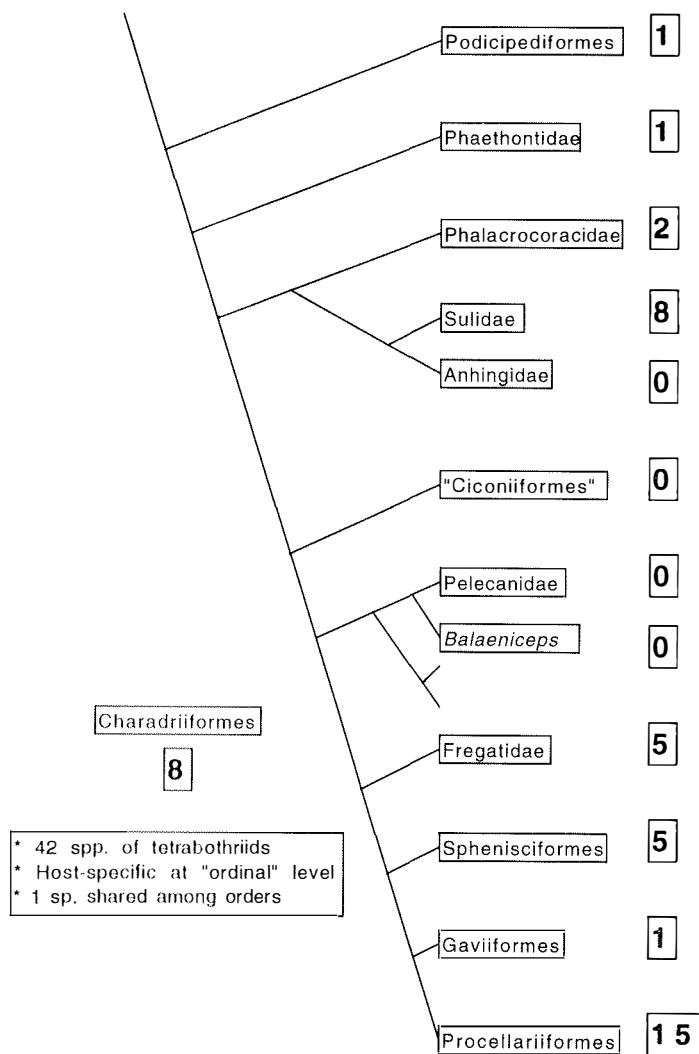 Podicipediformes 1
Phaethontidae 1
Phalacrocoracidae 2
Sulidae 8
Anhingidae 0
"Ciconiiformes" 0
Pelecanidae 0
Balaeniceps 0
Charadriiformes
8
Fregatidae 5
* 42 spp. of tetrabothriids
* Host-specific at "ordinal" level
* 1 sp. shared among orders
Sphenisciformes 5
Gaviiformes 1
Procellariiformes 15